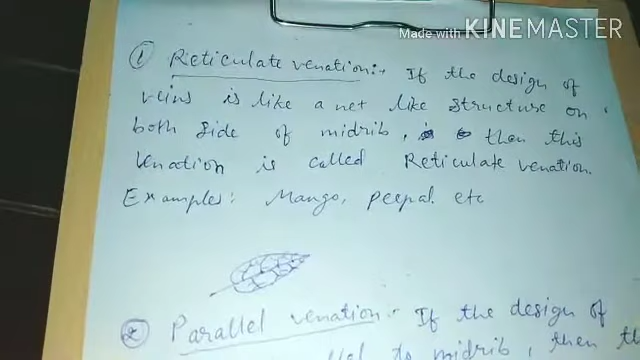 Made with KINEMASTER
① Reticulate venation:- If the design of
veins is like a net like structure on
both side of midrib, then this
venation is called Reticulate venation.
Examples: Mango, peepal etc
② Parallel venation:- If the design of
to midrib, then th